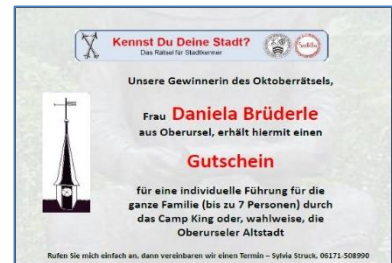 Kennst Du Deine Stadt?
Das Rätsel für Stadtkenner
Unsere Gewinnerin des Oktoberrätsels,
Frau Daniela Brüderle
aus Oberursel, erhält hiermit einen
Gutschein
für eine individuelle Führung für die
ganze Familie (bis zu 7 Personen) durch
das Camp King oder, wahlweise, die
Oberurseler Altstadt
Rufen Sie mich einfach an, dann vereinbaren wir einen Termin – Sylvia Struck, 06171-508990